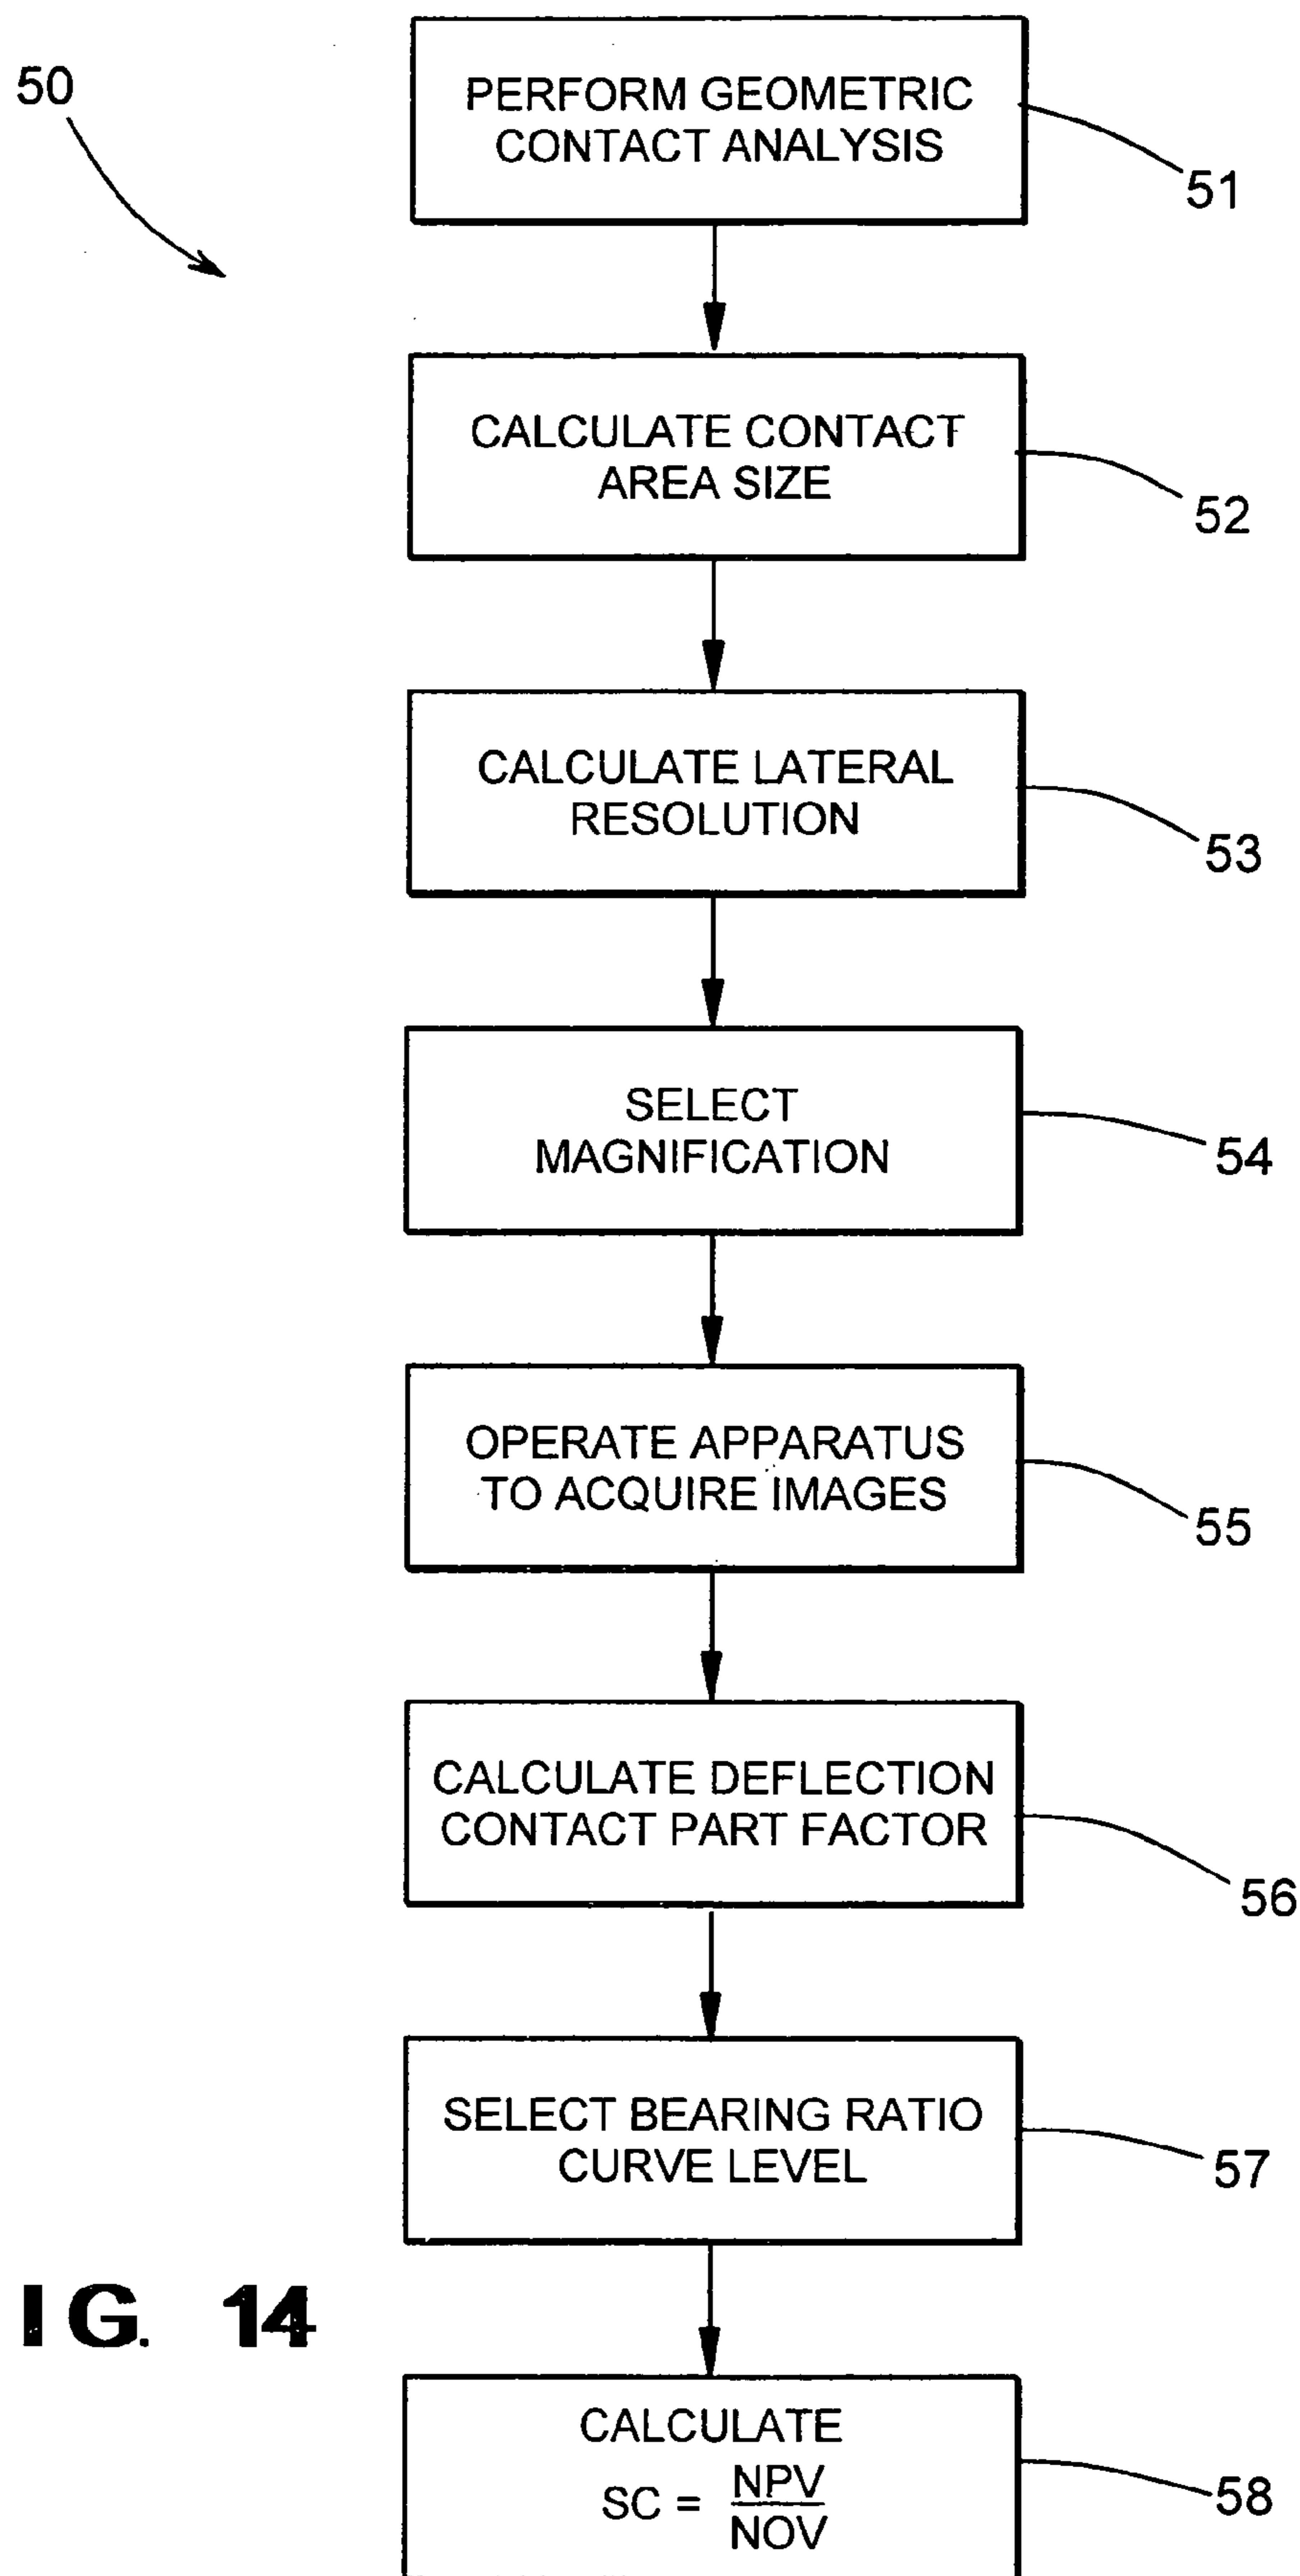 50
PERFORM GEOMETRIC
CONTACT ANALYSIS
51
CALCULATE CONTACT
AREA SIZE
52
CALCULATE LATERAL
RESOLUTION
53
SELECT
MAGNIFICATION
54
OPERATE APPARATUS
TO ACQUIRE IMAGES
55
CALCULATE DEFLECTION
CONTACT PART FACTOR
56
SELECT BEARING RATIO
CURVE LEVEL
57
IG. 14
CALCULATE
SC = NPV
NOV
58